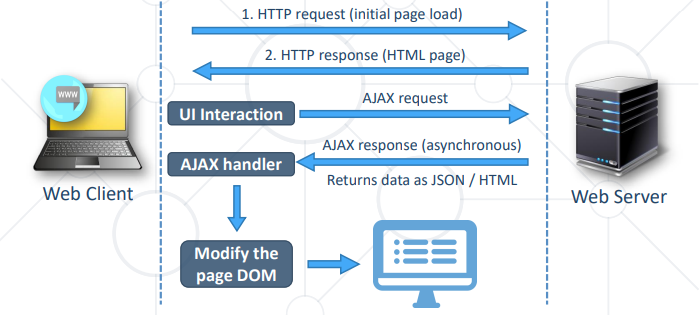 1. HTTP request (initial page load)
2. HTTP response (HTML page)
WWW
UI Interaction
AJAX request
AJAX handler
AJAX response (asynchronous)
Returns data as JSON / HTML
Web Client
Web Server
Modify the
page DOM